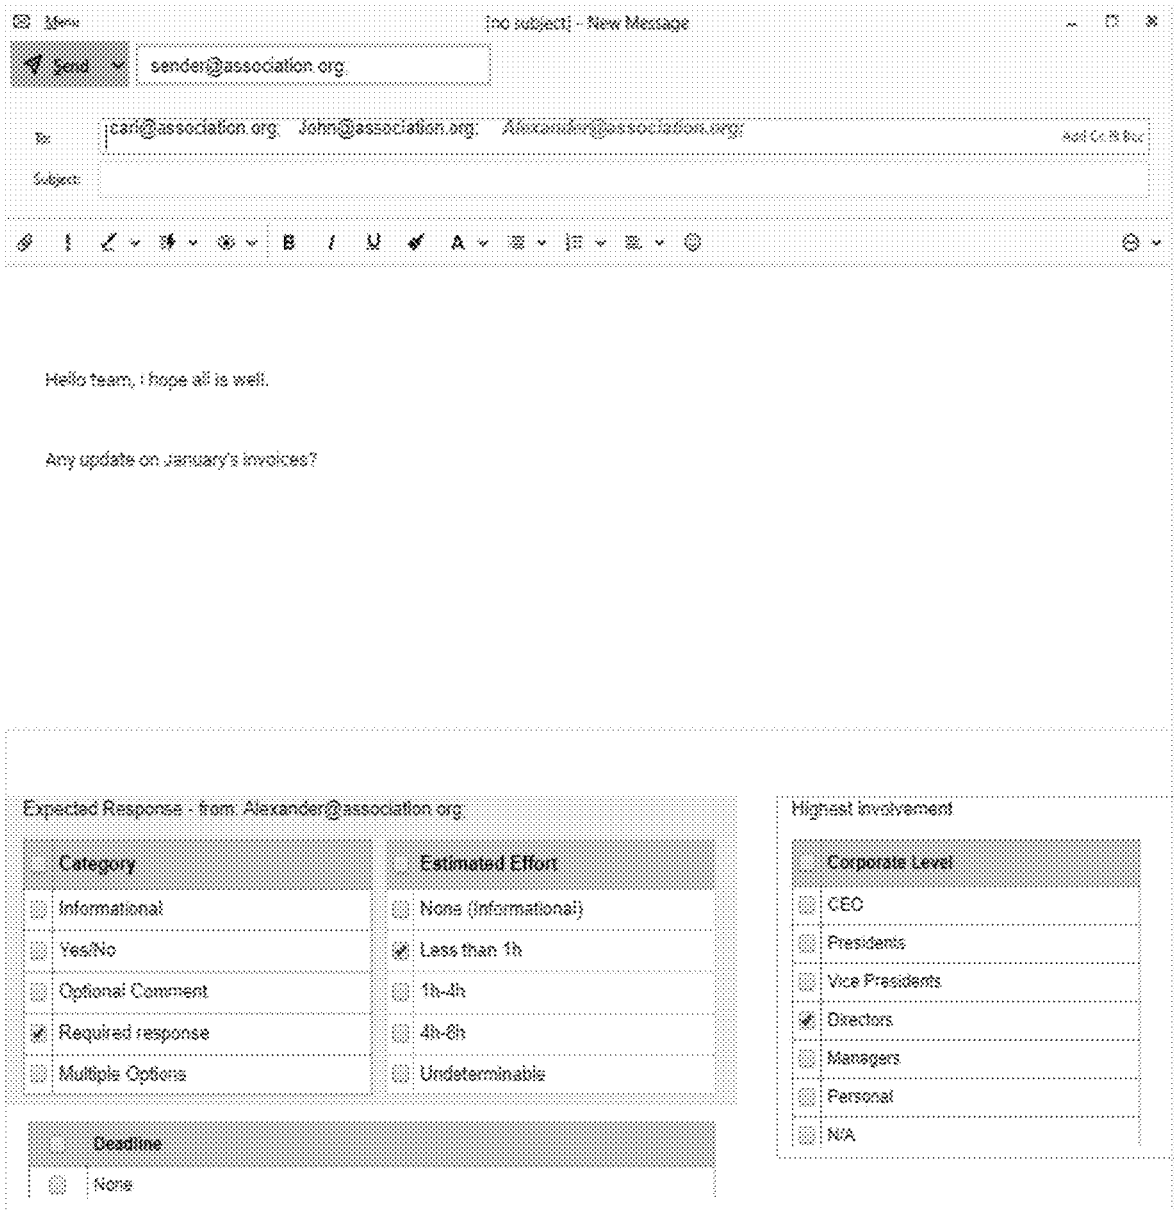 Menu [no subject] - New Message
Send sender@association.org;
To: carl@association.org; John@association.org; Alexander@association.org; Add Cc & Bcc
Subject:
B I U A
Hello team, I hope all is well.
Any update on January's invoices?
Expected Response - from: Alexander@association.org;
Highest Involvement
Category
Informational
Yes/No
Optional Comment
Required response
Multiple Options
Estimated Effort
None (Informational)
Less than 1h
1h-4h
4h-8h
Undeterminable
Corporate Level
CEO
Presidents
Vice Presidents
Directors
Managers
Personal
N/A
Deadline
None